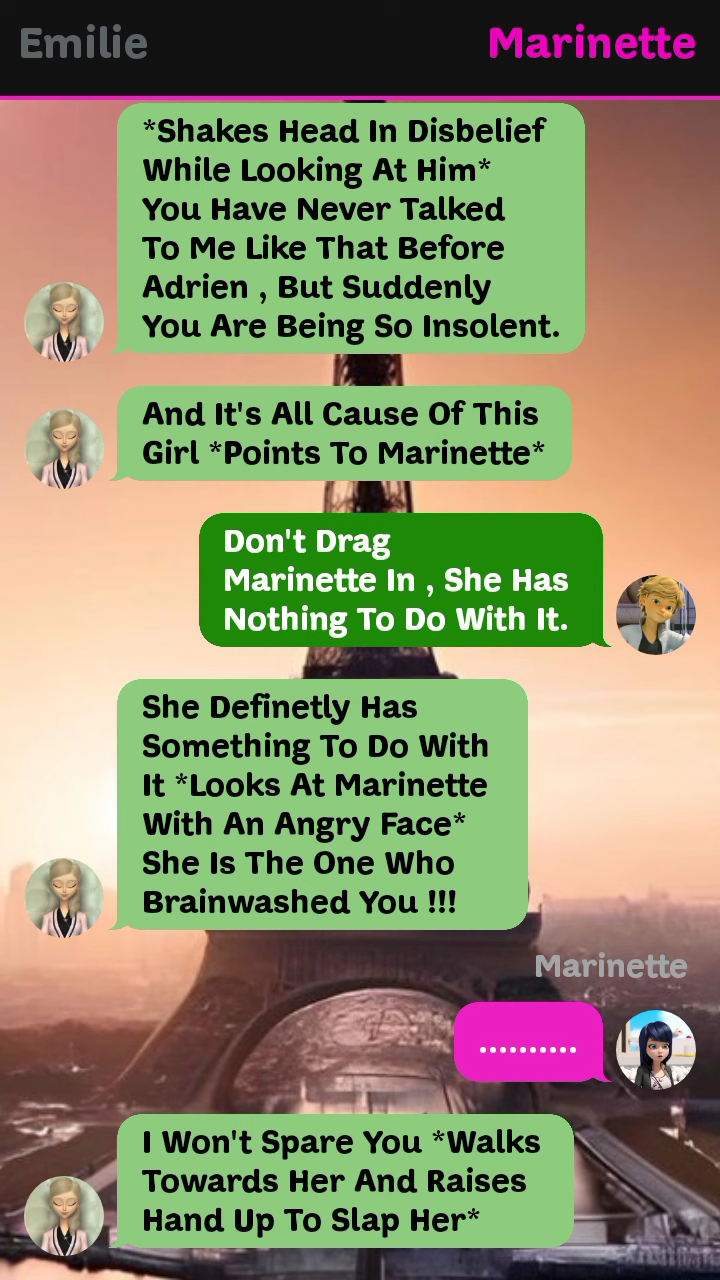 Emilie
Marinette
*Shakes Head In Disbelief
While Looking At Him*
You Have Never Talked
To Me Like That Before
Adrien , But Suddenly
You Are Being So Insolent.
And It's All Cause Of This
Girl *Points To Marinette*
Don't Drag
Marinette In , She Has
Nothing To Do With It.
She Definetly Has
Something To Do With
It *Looks At Marinette
With An Angry Face*
She Is The One Who
Brainwashed You !!!
Marinette
..........
I Won't Spare You *Walks
Towards Her And Raises
Hand Up To Slap Her*